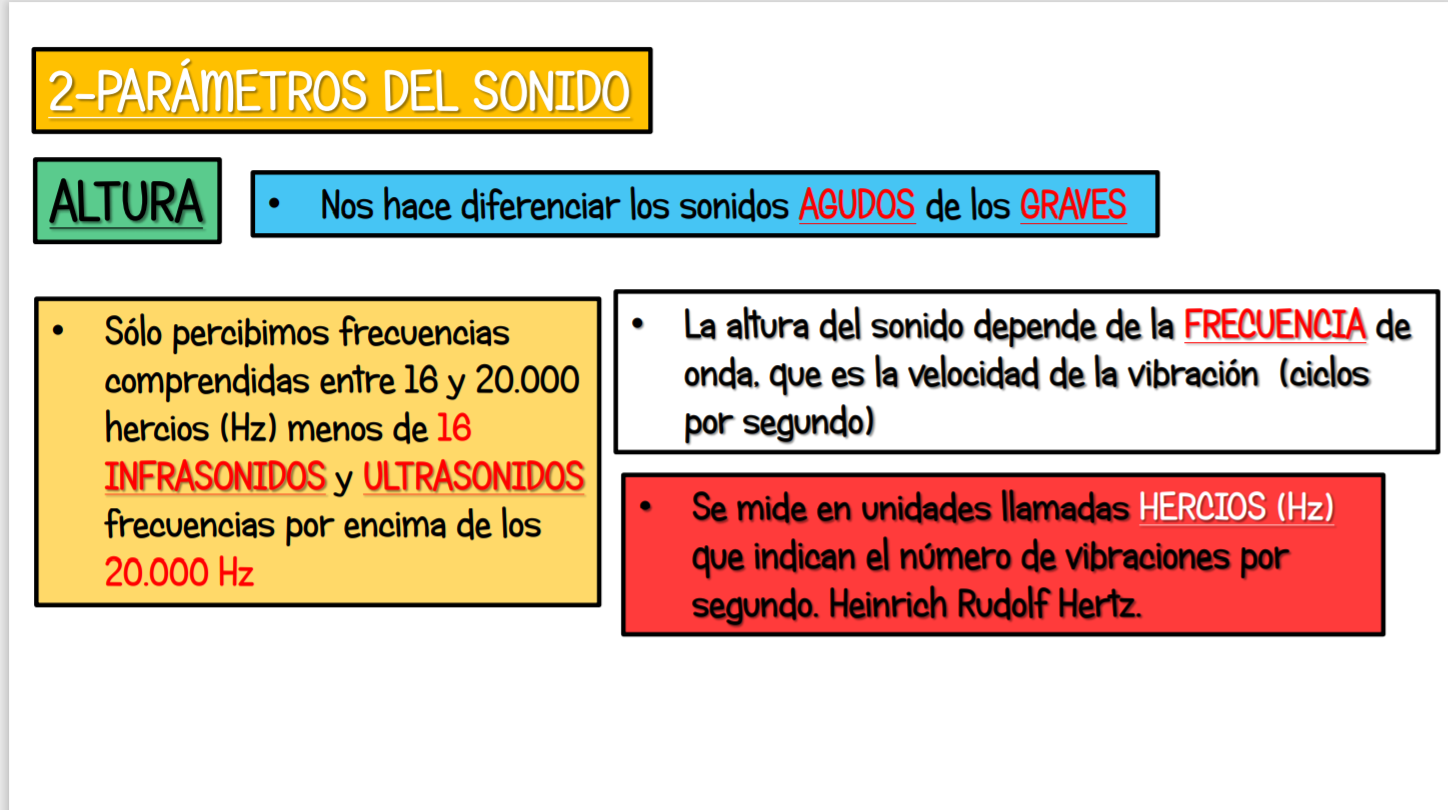 2-PARÁMETROS DEL SONIDO
ALTURA
• Nos hace diferenciar los sonidos AGUDOS de los GRAVES
• Sólo percibimos frecuencias
comprendidas entre 16 y 20.000
hercios (Hz) menos de 16
INFRASONIDOS y ULTRASONIDOS
frecuencias por encima de los
20.000 Hz
• La altura del sonido depende de la FRECUENCIA de
onda. que es la velocidad de la vibración (ciclos
por segundo)
• Se mide en unidades llamadas HERCIOS (Hz)
que indican el número de vibraciones por
segundo. Heinrich Rudolf Hertz.